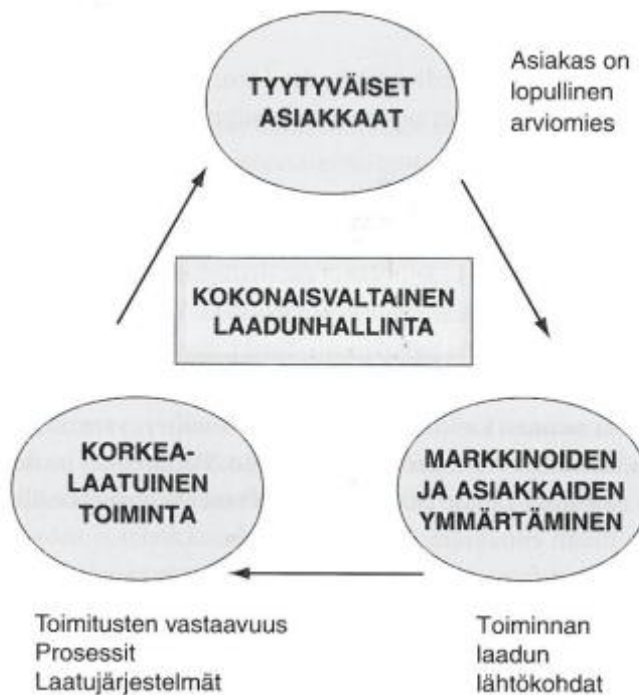 TYYTYVÄISET
ASIAKKAAT
Asiakas on
lopullinen
arviomies
KOKONAISVALTAINEN
LAADUNHALLINTA
KORKEA-
LAATUINEN
TOIMINTA
MARKKINOIDEN
JA ASIAKKAIDEN
YMMÄRTÄMINEN
Toimitusten vastaavuus
Prosessit
Laatujärjestelmät
Toiminnan
laadun
lähtökohdat